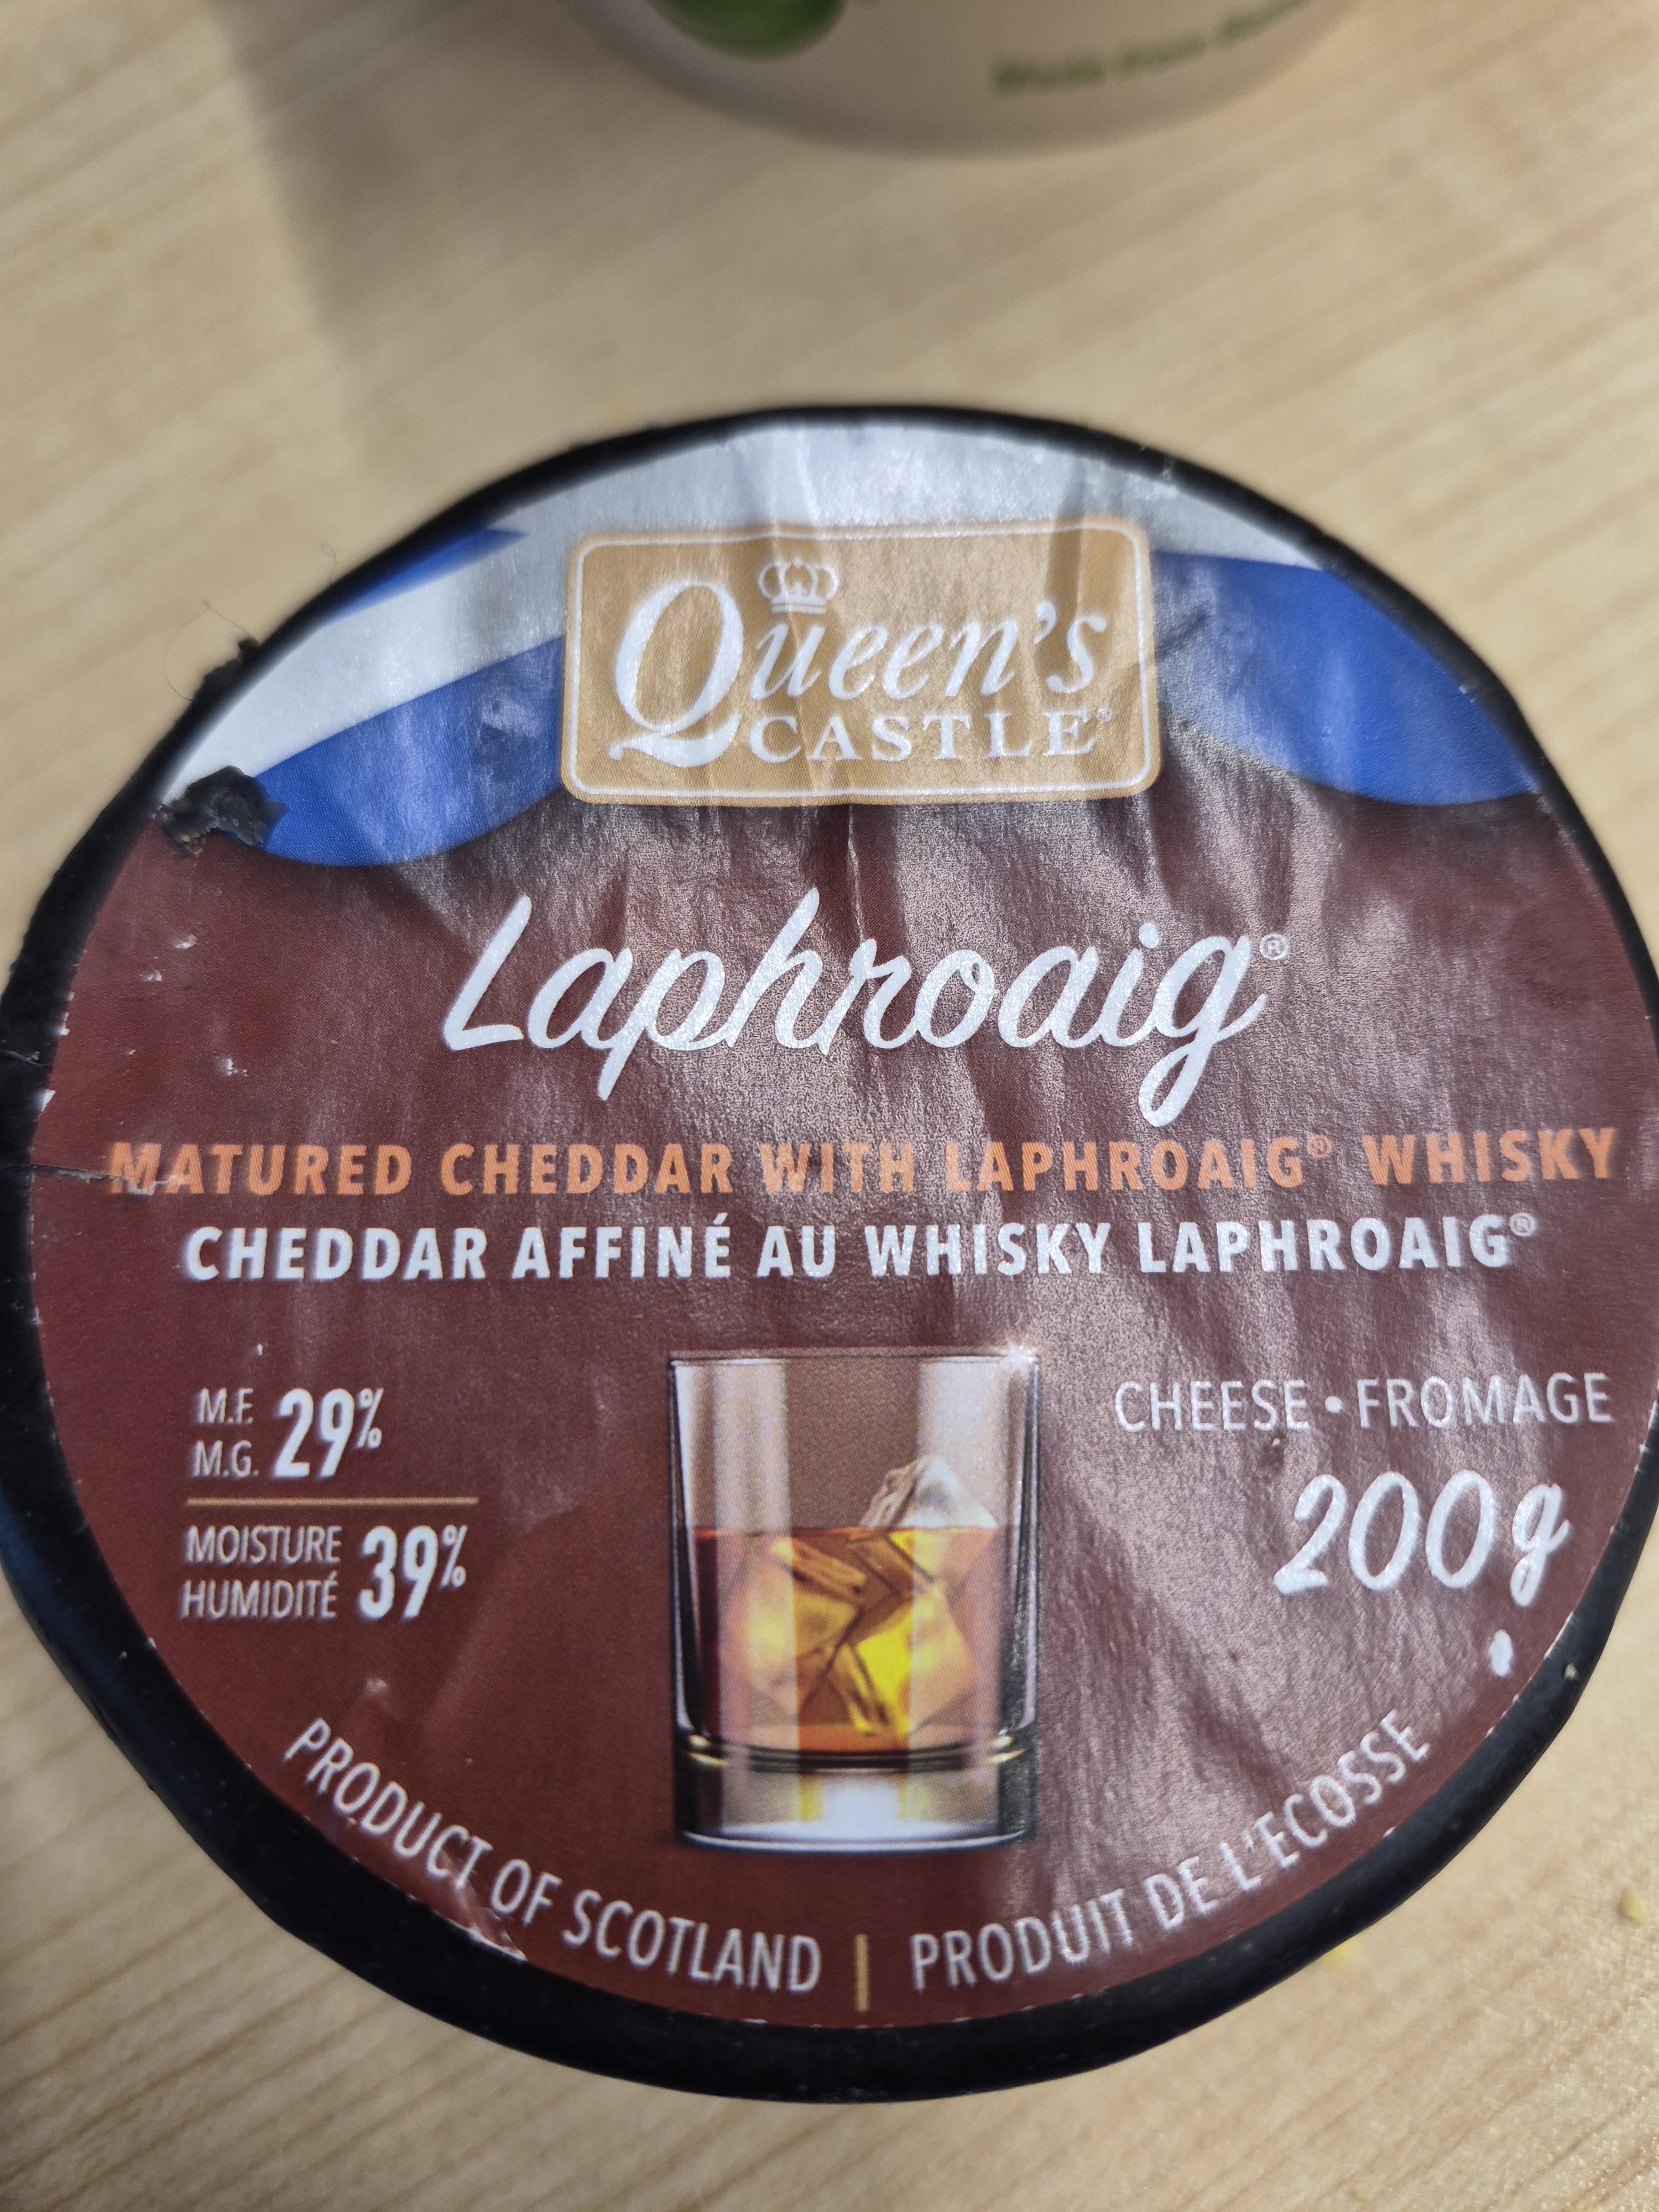 Queen's
CASTLE®
Laphroaig®
MATURED CHEDDAR WITH LAPHROAIG® WHISKY
CHEDDAR AFFINÉ AU WHISKY LAPHROAIG®
M.F.
M.G. 29%
MOISTURE
HUMIDITÉ 39%
CHEESE • FROMAGE
200 g
PRODUCT OF SCOTLAND | PRODUIT DE L'ECOSSE